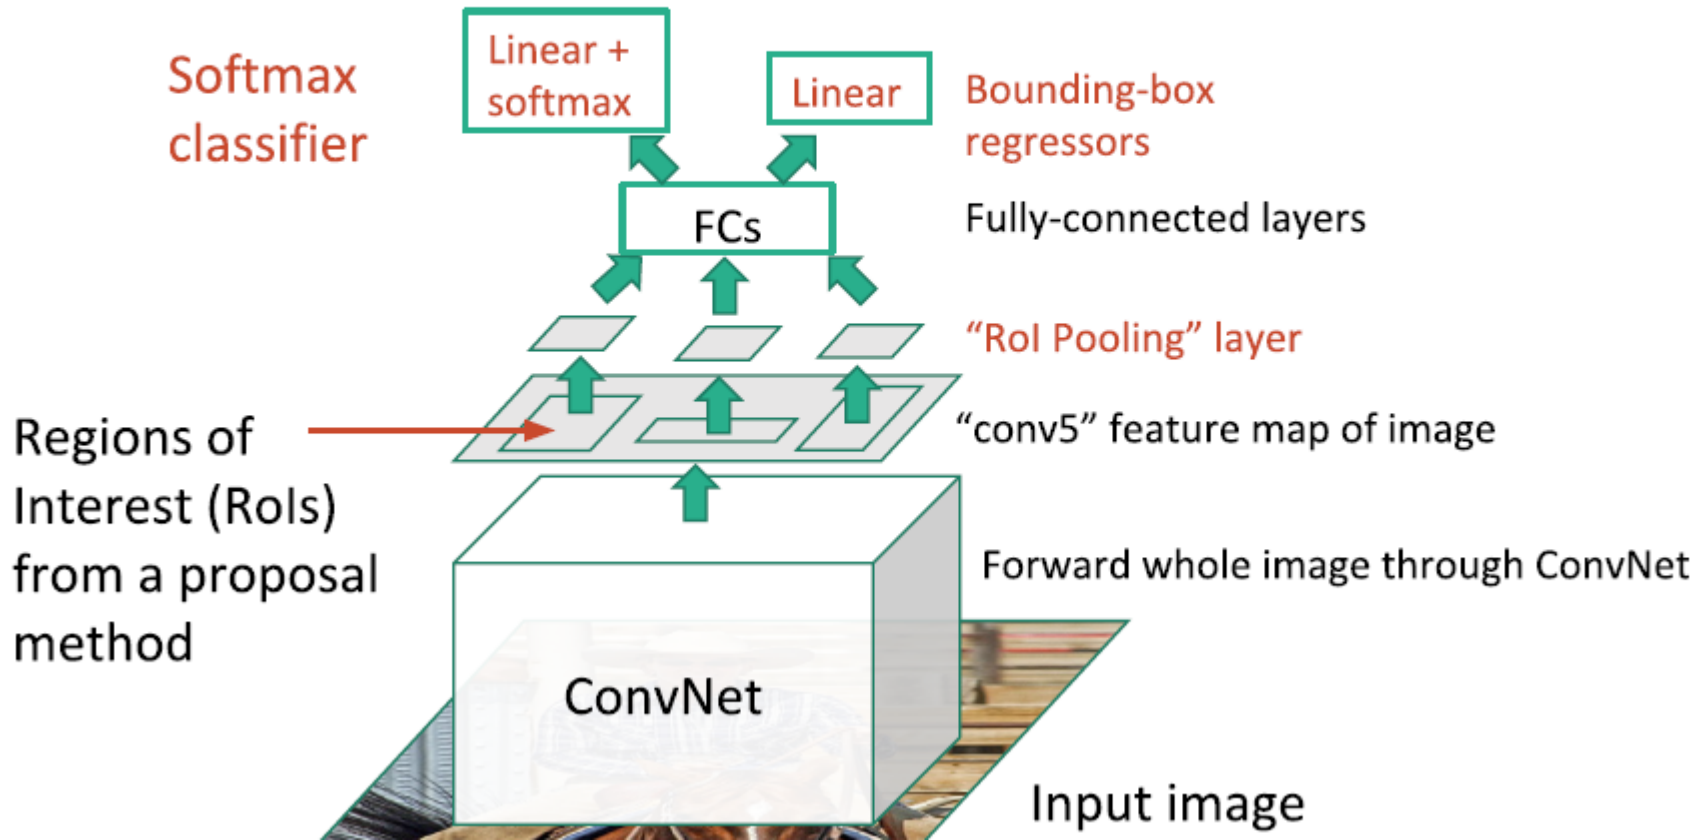 Softmax
classifier
Linear +
softmax
Linear
Bounding-box
regressors
FCs
Fully-connected layers
“RoI Pooling” layer
Regions of
Interest (RoIs)
from a proposal
method
“conv5” feature map of image
Forward whole image through ConvNet
ConvNet
Input image